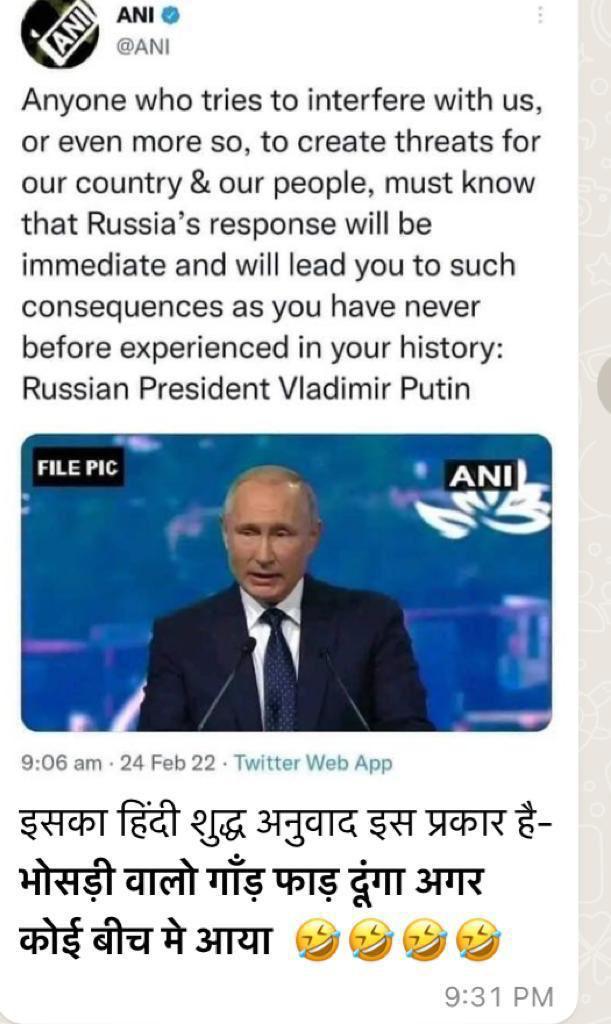 ANI
ANI
@ANI
Anyone who tries to interfere with us,
or even more so, to create threats for
our country & our people, must know
that Russia's response will be
immediate and will lead you to such
consequences as you have never
before experienced in your history:
Russian President Vladimir Putin
FILE PIC
ANI
9:06 am · 24 Feb 22 · Twitter Web App
इसका हिंदी शुद्ध अनुवाद इस प्रकार है-
भोसड़ी वालो गाँड़ फाड़ दूंगा अगर
कोई बीच मे आया 🤣🤣🤣🤣
9:31 PM